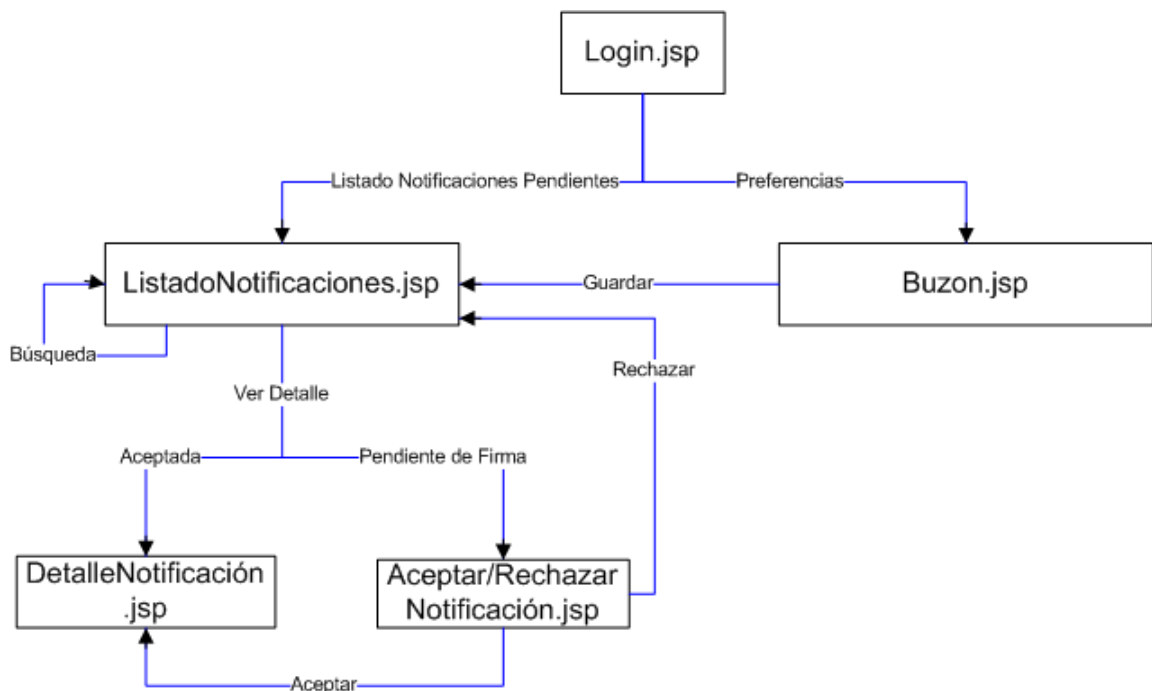 Login.jsp
Listado Notificaciones Pendientes
Preferencias
ListadoNotificaciones.jsp
Guardar
Buzon.jsp
Búsqueda
Rechazar
Ver Detalle
Aceptada
Pendiente de Firma
DetalleNotificación
.jsp
Aceptar/Rechazar
Notificación.jsp
Aceptar